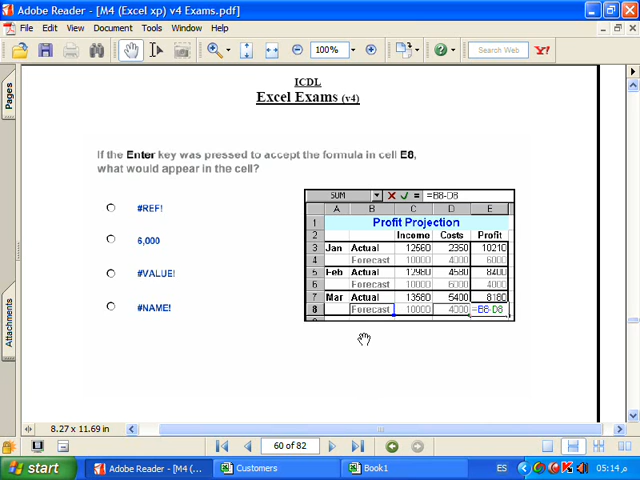 Adobe Reader - [M4 (Excel xp) v4 Exams.pdf]
File Edit View Document Tools Window Help
100% Search Web Y!
Pages
Attachments
ICDL
Excel Exams (v4)
If the Enter key was pressed to accept the formula in cell E8,
what would appear in the cell?
#REF!
6,000
#VALUE!
#NAME!
SUM =B8-D8
A B C D E
1 Profit Projection
2 Income Costs Profit
3 Jan Actual 12560 2350 10210
4 Forecast 10000 4000 6000
5 Feb Actual 12980 4580 8400
6 Forecast 10000 6000 4000
7 Mar Actual 13580 5400 8180
8 Forecast 10000 4000 =B8-D8
8.27 x 11.69 in
60 of 82
start Adobe Reader - [M4 (... Customers Book1 ES 05:14 م